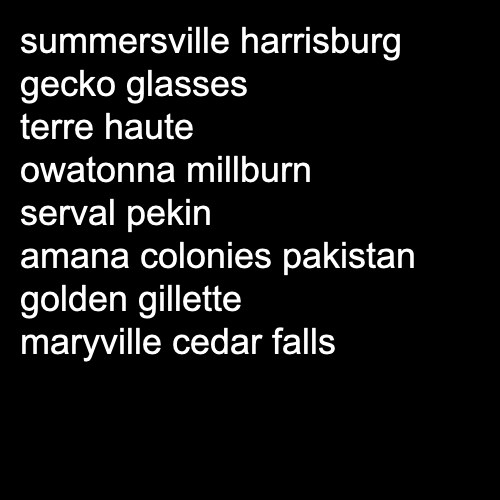 summersville harrisburg
gecko glasses
terre haute
owatonna millburn
serval pekin
amana colonies pakistan
golden gillette
maryville cedar falls